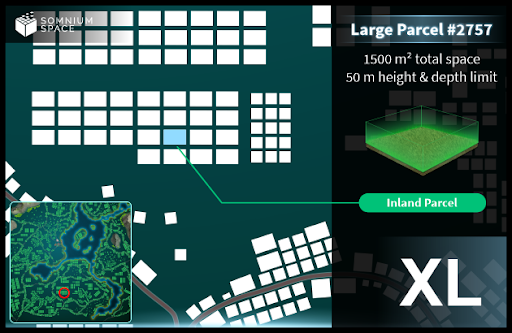 SOMNIUM
SPACE
Large Parcel #2757
1500 m² total space
50 m height & depth limit
Inland Parcel
XL